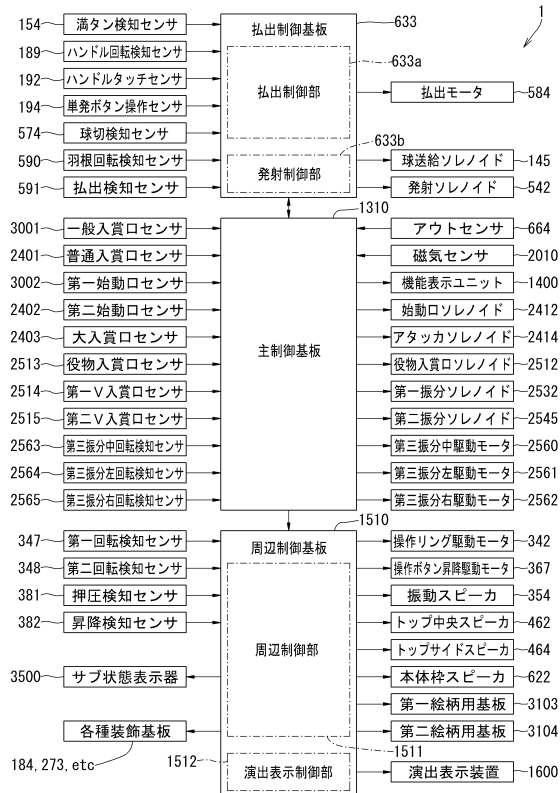 1
154 満タン検知センサ
189 ハンドル回転検知センサ
192 ハンドルタッチセンサ
194 単発ボタン操作センサ
574 球切検知センサ
590 羽根回転検知センサ
591 払出検知センサ
払出制御基板 633
633a
払出制御部
633b
発射制御部
払出モータ 584
球送給ソレノイド 145
発射ソレノイド 542
1310
3001 一般入賞口センサ
2401 普通入賞口センサ
3002 第一始動口センサ
2402 第二始動口センサ
2403 大入賞口センサ
2513 役物入賞口センサ
2514 第一V入賞口センサ
2515 第二V入賞口センサ
2563 第三振分中回転検知センサ
2564 第三振分左回転検知センサ
2565 第三振分右回転検知センサ
主制御基板
アウトセンサ 664
磁気センサ 2010
機能表示ユニット 1400
始動口ソレノイド 2412
アタッカソレノイド 2414
役物入賞口ソレノイド 2512
第一振分ソレノイド 2532
第二振分ソレノイド 2545
第三振分中駆動モータ 2560
第三振分左駆動モータ 2561
第三振分右駆動モータ 2562
1510
347 第一回転検知センサ
348 第二回転検知センサ
381 押圧検知センサ
382 昇降検知センサ
3500 サブ状態表示器
各種装飾基板
184, 273, etc
周辺制御基板
周辺制御部
1511
1512
演出表示制御部
操作リング駆動モータ 342
操作ボタン昇降駆動モータ 367
振動スピーカ 354
トップ中央スピーカ 462
トップサイドスピーカ 464
本体枠スピーカ 622
第一絵柄用基板 3103
第二絵柄用基板 3104
演出表示装置 1600